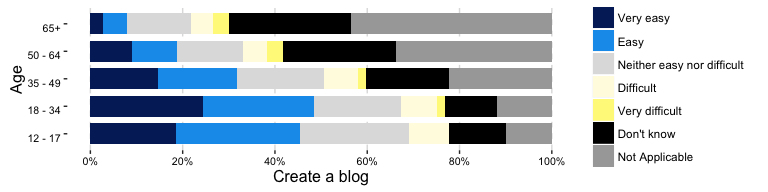 65+
50 - 64
35 - 49
18 - 34
12 - 17
Age
0% 20% 40% 60% 80% 100%
Create a blog
Very easy
Easy
Neither easy nor difficult
Difficult
Very difficult
Don't know
Not Applicable